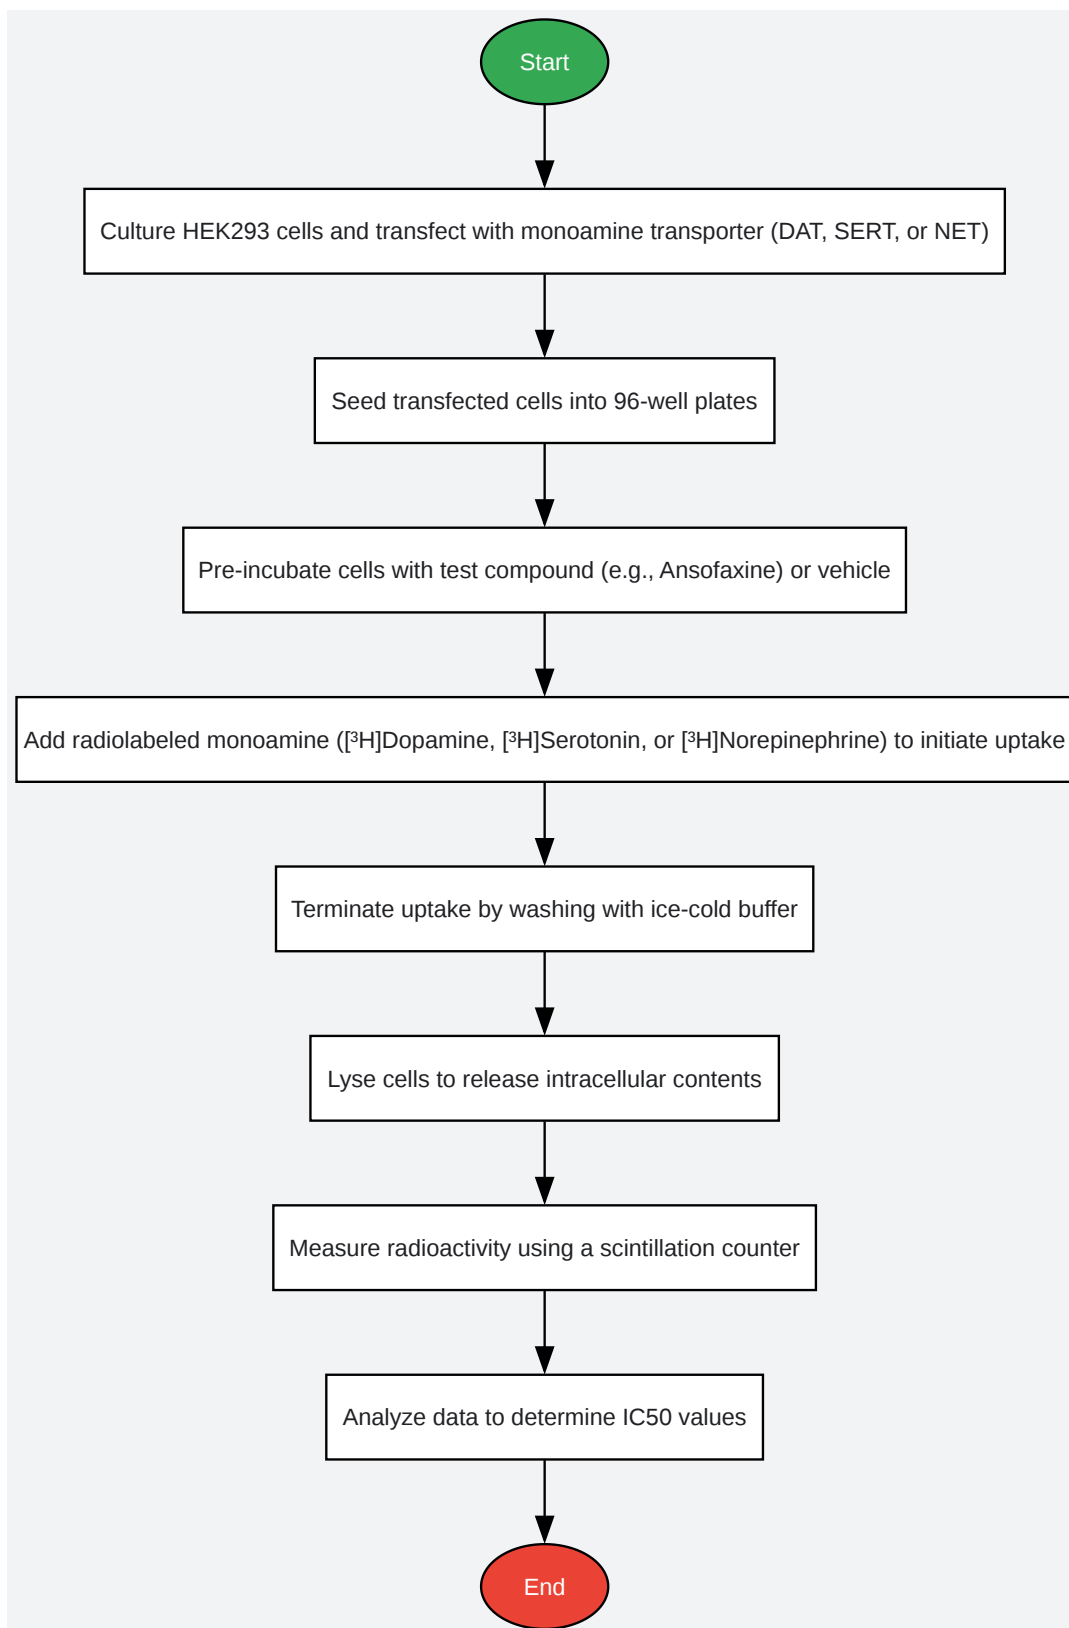 Start
Culture HEK293 cells and transfect with monoamine transporter (DAT, SERT, or NET)
Seed transfected cells into 96-well plates
Pre-incubate cells with test compound (e.g., Ansofaxine) or vehicle
Add radiolabeled monoamine ([³H]Dopamine, [³H]Serotonin, or [³H]Norepinephrine) to initiate uptake
Terminate uptake by washing with ice-cold buffer
Lyse cells to release intracellular contents
Measure radioactivity using a scintillation counter
Analyze data to determine IC50 values
End